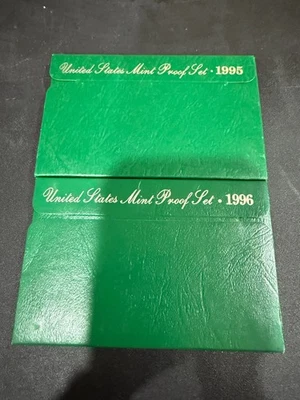 United States Mint Proof Set · 1995
United States Mint Proof Set · 1996